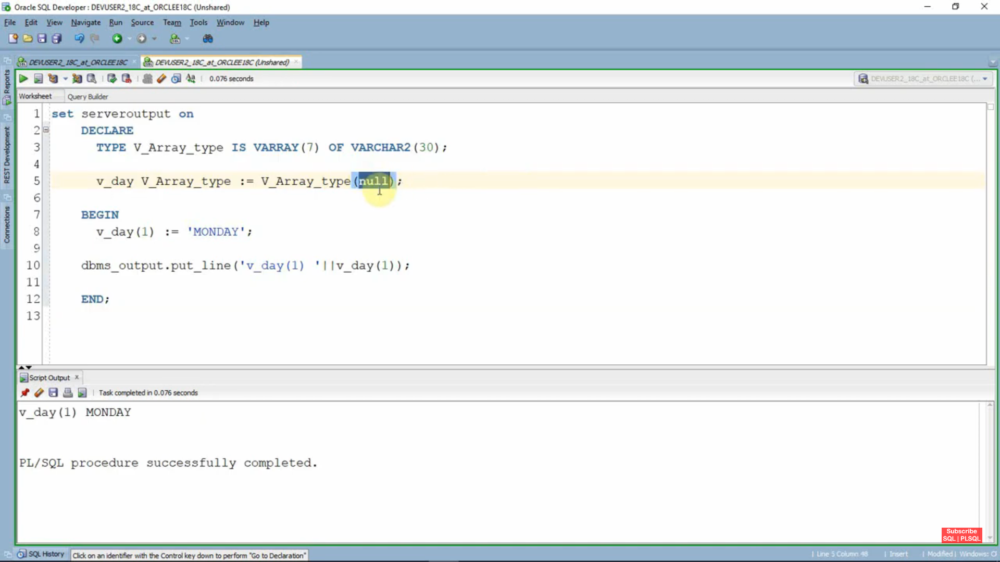 Oracle SQL Developer : DEVUSER2_18C_at_ORCLEE18C (Unshared)
File Edit View Navigate Run Source Team Tools Window Help
DEVUSER2_18C_at_ORCLEE18C DEVUSER2_18C_at_ORCLEE18C (Unshared)
0.076 seconds DEVUSER2_18C_at_ORCLEE18C (...
Reports
REST Development
Connections
Worksheet Query Builder
1 set serveroutput on
2 DECLARE
3 TYPE V_Array_type IS VARRAY(7) OF VARCHAR2(30);
4
5 v_day V_Array_type := V_Array_type(null);
6
7 BEGIN
8 v_day(1) := 'MONDAY';
9
10 dbms_output.put_line('v_day(1) '||v_day(1));
11
12 END;
13
Script Output
Task completed in 0.076 seconds
v_day(1) MONDAY
PL/SQL procedure successfully completed.
Subscribe
SQL | PLSQL
SQL History Click on an identifier with the Control key down to perform "Go to Declaration" | Line 5 Column 48 | Insert | Modified | Windows: